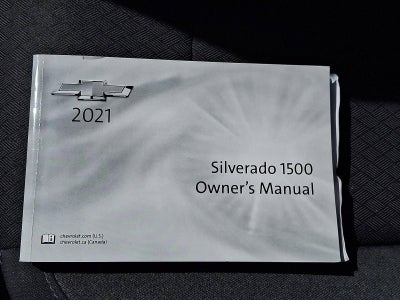 2021
Silverado 1500
Owner's Manual
chevrolet.com (U.S.)
chevrolet.ca (Canada)